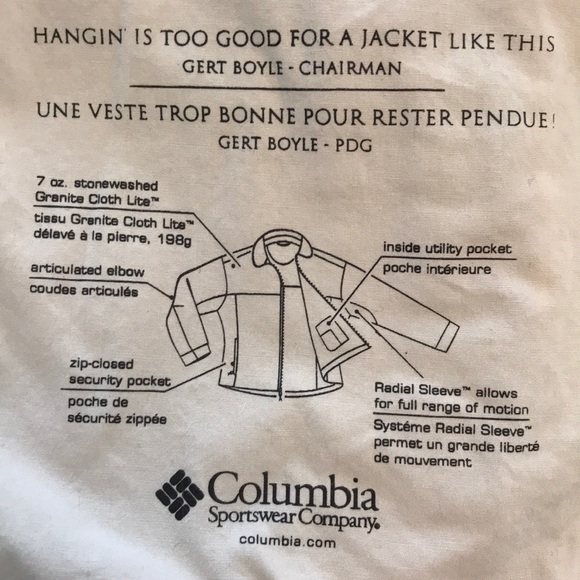 HANGIN' IS TOO GOOD FOR A JACKET LIKE THIS
GERT BOYLE - CHAIRMAN
UNE VESTE TROP BONNE POUR RESTER PENDUE!
GERT BOYLE - PDG
7 oz. stonewashed
Granite Cloth Lite™
tissu Granite Cloth Lite™
délavé à la pierre, 198g
articulated elbow
coudes articulés
zip-closed
security pocket
poche de
sécurité zippée
inside utility pocket
poche intérieure
Radial Sleeve™ allows
for full range of motion
Systéme Radial Sleeve™
permet un grande liberté
de mouvement
Columbia
Sportswear Company®
columbia.com